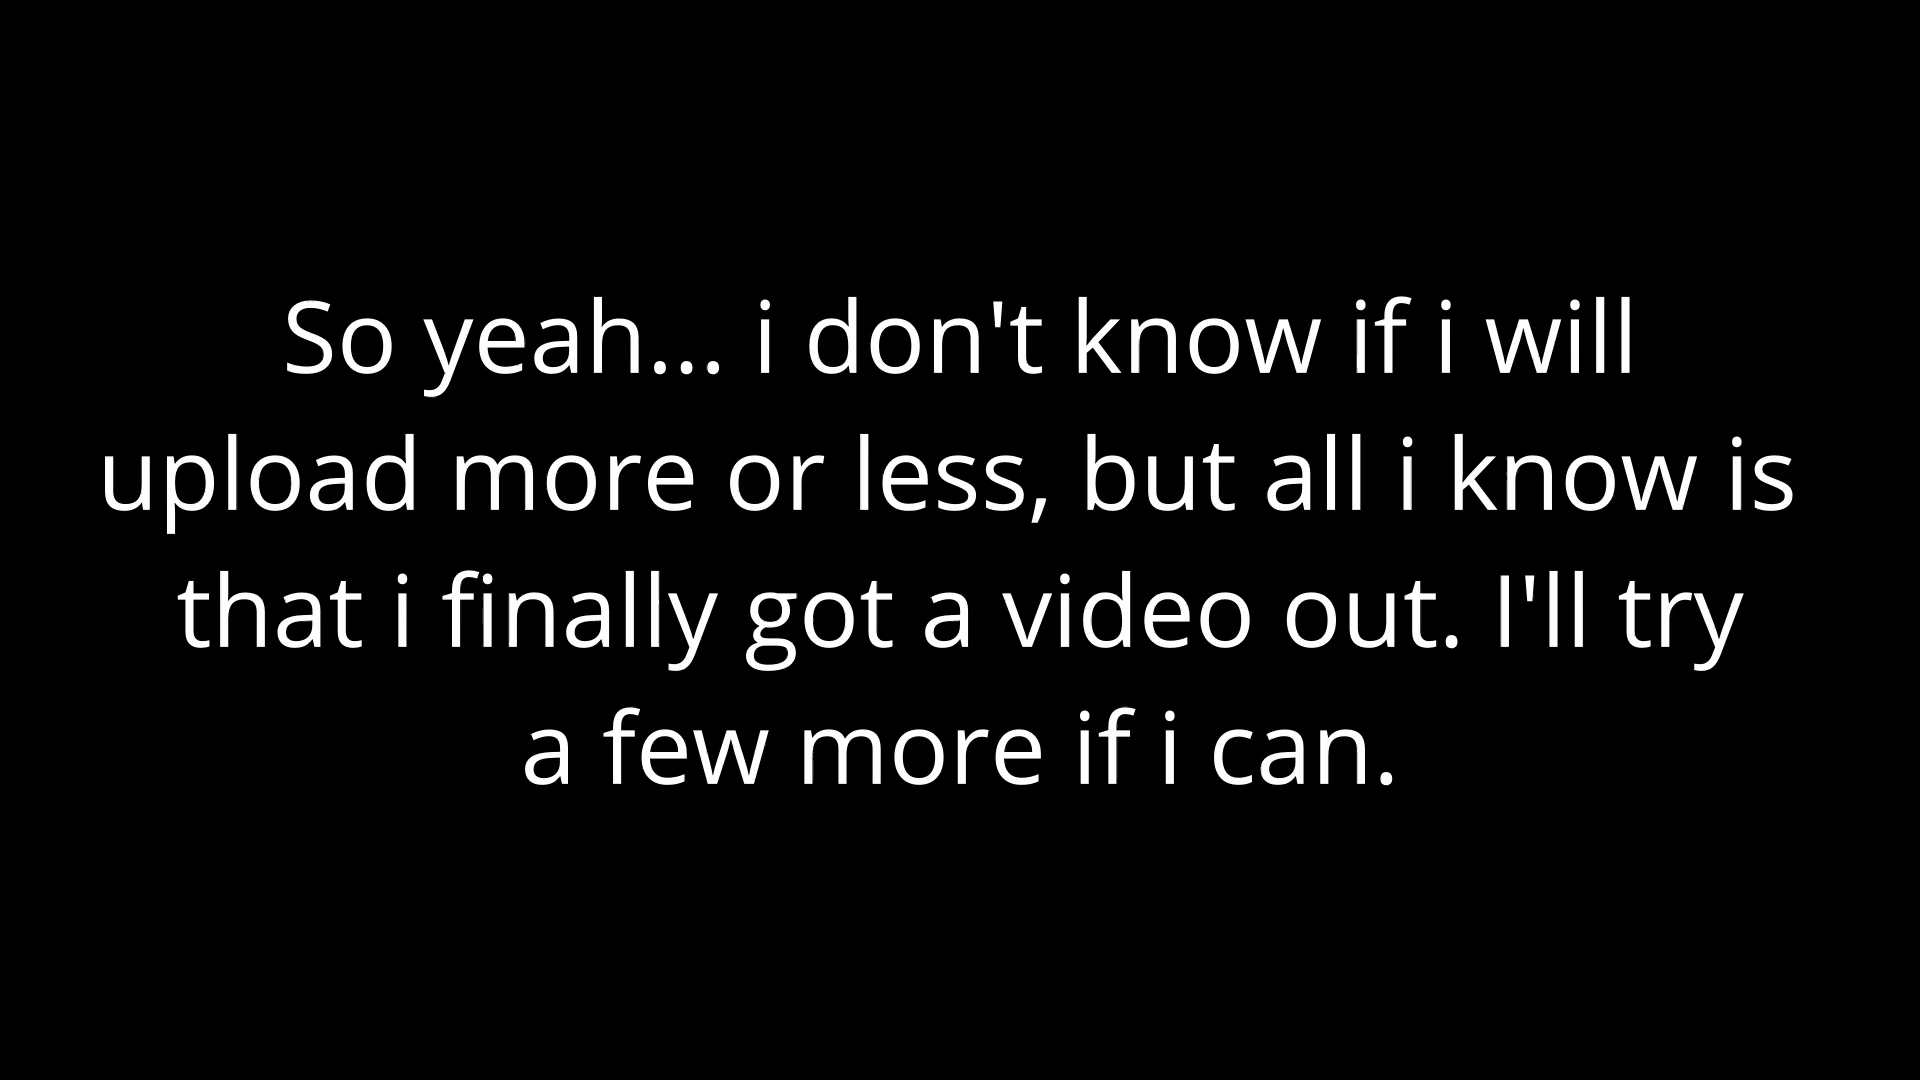 So yeah... i don't know if i will
upload more or less, but all i know is
that i finally got a video out. I'll try
a few more if i can.